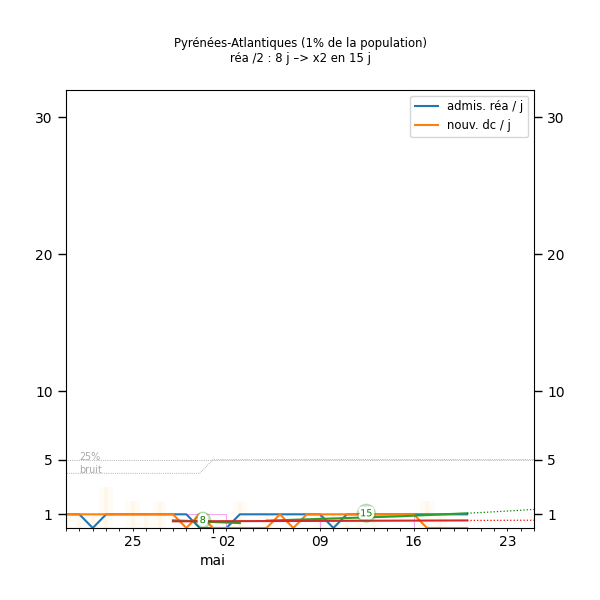 Pyrénées-Atlantiques (1% de la population)
réa /2 : 8 j –> x2 en 15 j
admis. réa / j
nouv. dc / j
30 30
20 20
10 10
5 5
25%
bruit
1 1
8
15
25 - 02 09 16 23
mai